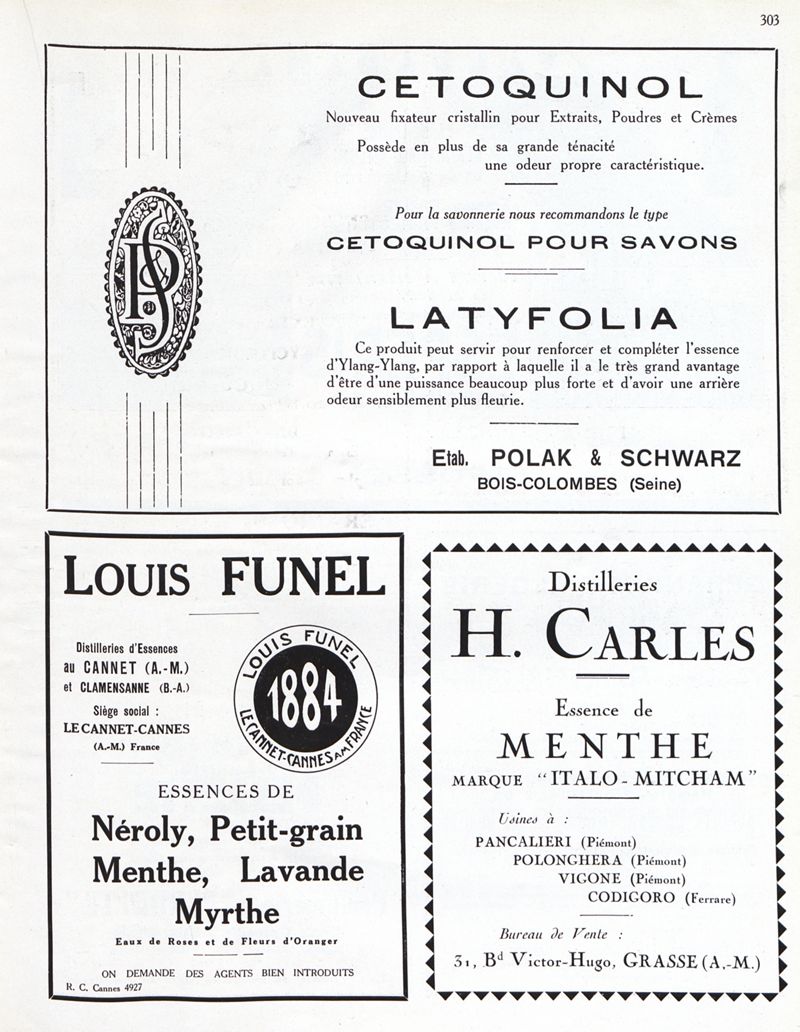 303
CETOQUINOL
Nouveau fixateur cristallin pour Extraits, Poudres et Crèmes
Possède en plus de sa grande ténacité
une odeur propre caractéristique.
Pour la savonnerie nous recommandons le type
CETOQUINOL POUR SAVONS
P & S
LATYFOLIA
Ce produit peut servir pour renforcer et compléter l'essence
d'Ylang-Ylang, par rapport à laquelle il a le très grand avantage
d'être d'une puissance beaucoup plus forte et d'avoir une arrière
odeur sensiblement plus fleurie.
Etab. POLAK & SCHWARZ
BOIS-COLOMBES (Seine)
LOUIS FUNEL
Distilleries d'Essences
au CANNET (A.-M.)
et CLAMENSANNE (B.-A.)
Siège social :
LE CANNET-CANNES
(A.-M.) France
LOUIS FUNEL
1884
LE CANNET-CANNES A.M FRANCE
ESSENCES DE
Néroly, Petit-grain
Menthe, Lavande
Myrthe
Eaux de Roses et de Fleurs d'Oranger
ON DEMANDE DES AGENTS BIEN INTRODUITS
R. C. Cannes 4927
Distilleries
H. CARLES
Essence de
MENTHE
MARQUE "ITALO-MITCHAM"
Usines à :
PANCALIERI (Piémont)
POLONGHERA (Piémont)
VIGONE (Piémont)
CODIGORO (Ferrare)
Bureau de Vente :
31, Bd Victor-Hugo, GRASSE (A.-M.)